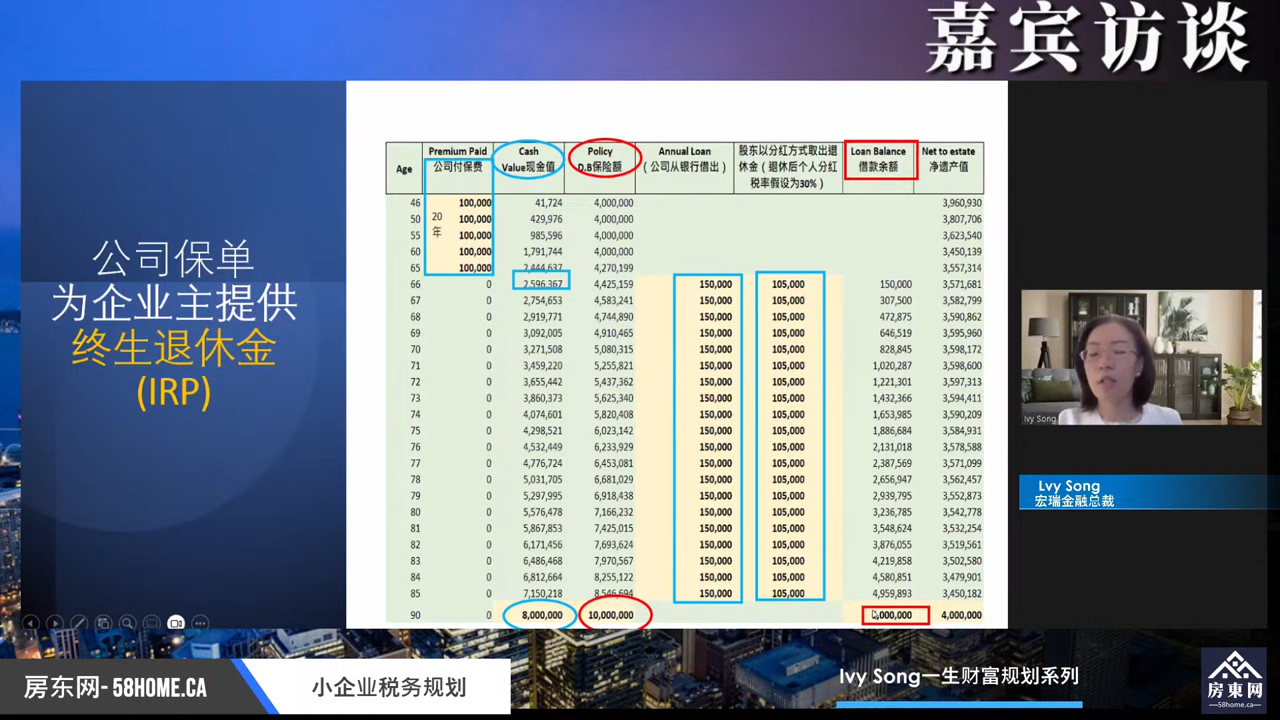 嘉宾访谈
公司保单
为企业主提供
终生退休金
(IRP)
Age Premium Paid 公司付保费 Cash Value现金值 Policy D.B保险额 Annual Loan (公司从银行借出) 股东以分红方式取出退休金(退休后个人分红税率假设为30%) Loan Balance 借款余额 Net to estate 净遗产值
20年
46 100,000 41,724 4,000,000 3,960,930
50 100,000 429,976 4,000,000 3,807,706
55 100,000 985,596 4,000,000 3,623,540
60 100,000 1,791,744 4,000,000 3,450,139
65 100,000 2,444,637 4,270,199 3,557,314
66 0 2,596,367 4,425,159 150,000 105,000 150,000 3,571,681
67 0 2,754,653 4,583,241 150,000 105,000 307,500 3,582,799
68 0 2,919,771 4,744,890 150,000 105,000 472,875 3,590,862
69 0 3,092,005 4,910,465 150,000 105,000 646,519 3,595,960
70 0 3,271,508 5,080,315 150,000 105,000 828,845 3,598,172
71 0 3,459,220 5,255,821 150,000 105,000 1,020,287 3,598,600
72 0 3,655,442 5,437,362 150,000 105,000 1,221,301 3,597,313
73 0 3,860,373 5,625,340 150,000 105,000 1,432,366 3,594,411
74 0 4,074,601 5,820,408 150,000 105,000 1,653,985 3,590,209
75 0 4,298,521 6,023,142 150,000 105,000 1,886,684 3,584,931
76 0 4,532,449 6,233,929 150,000 105,000 2,131,018 3,578,588
77 0 4,776,724 6,453,081 150,000 105,000 2,387,569 3,571,099
78 0 5,031,705 6,681,029 150,000 105,000 2,656,947 3,562,457
79 0 5,297,995 6,918,438 150,000 105,000 2,939,795 3,552,873
80 0 5,576,478 7,166,232 150,000 105,000 3,236,785 3,542,778
81 0 5,867,853 7,425,015 150,000 105,000 3,548,624 3,532,254
82 0 6,171,456 7,693,624 150,000 105,000 3,876,055 3,519,561
83 0 6,486,468 7,970,567 150,000 105,000 4,219,858 3,502,580
84 0 6,812,664 8,255,122 150,000 105,000 4,580,851 3,479,901
85 0 7,150,218 8,546,694 150,000 105,000 4,959,893 3,450,182
90 0 8,000,000 10,000,000 ,000,000 4,000,000
Ivy Song
Lvy Song
宏瑞金融总裁
房东网- 58HOME.CA
小企业税务规划
Ivy Song一生财富规划系列
房東网
58home.ca